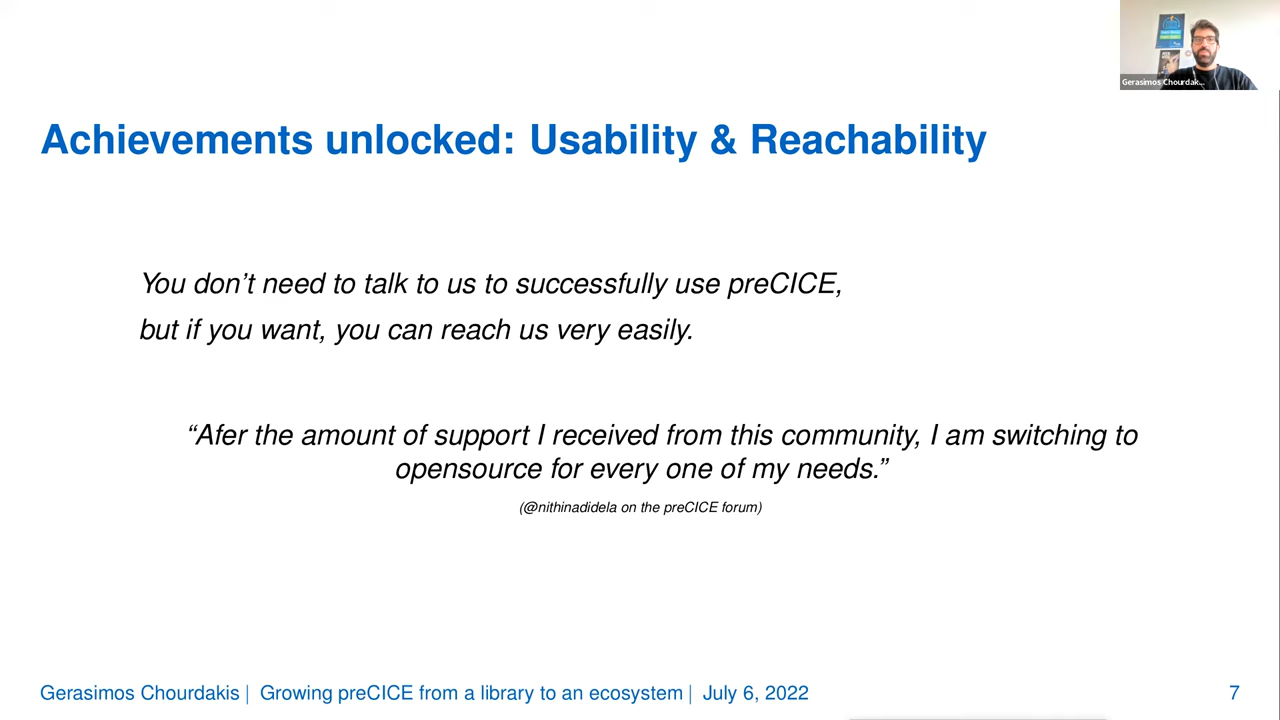 Gerasimos Chourdak...
Achievements unlocked: Usability & Reachability
You don’t need to talk to us to successfully use preCICE,
but if you want, you can reach us very easily.
“Afer the amount of support I received from this community, I am switching to
opensource for every one of my needs.”
(@nithinadidela on the preCICE forum)
Gerasimos Chourdakis | Growing preCICE from a library to an ecosystem | July 6, 2022 7